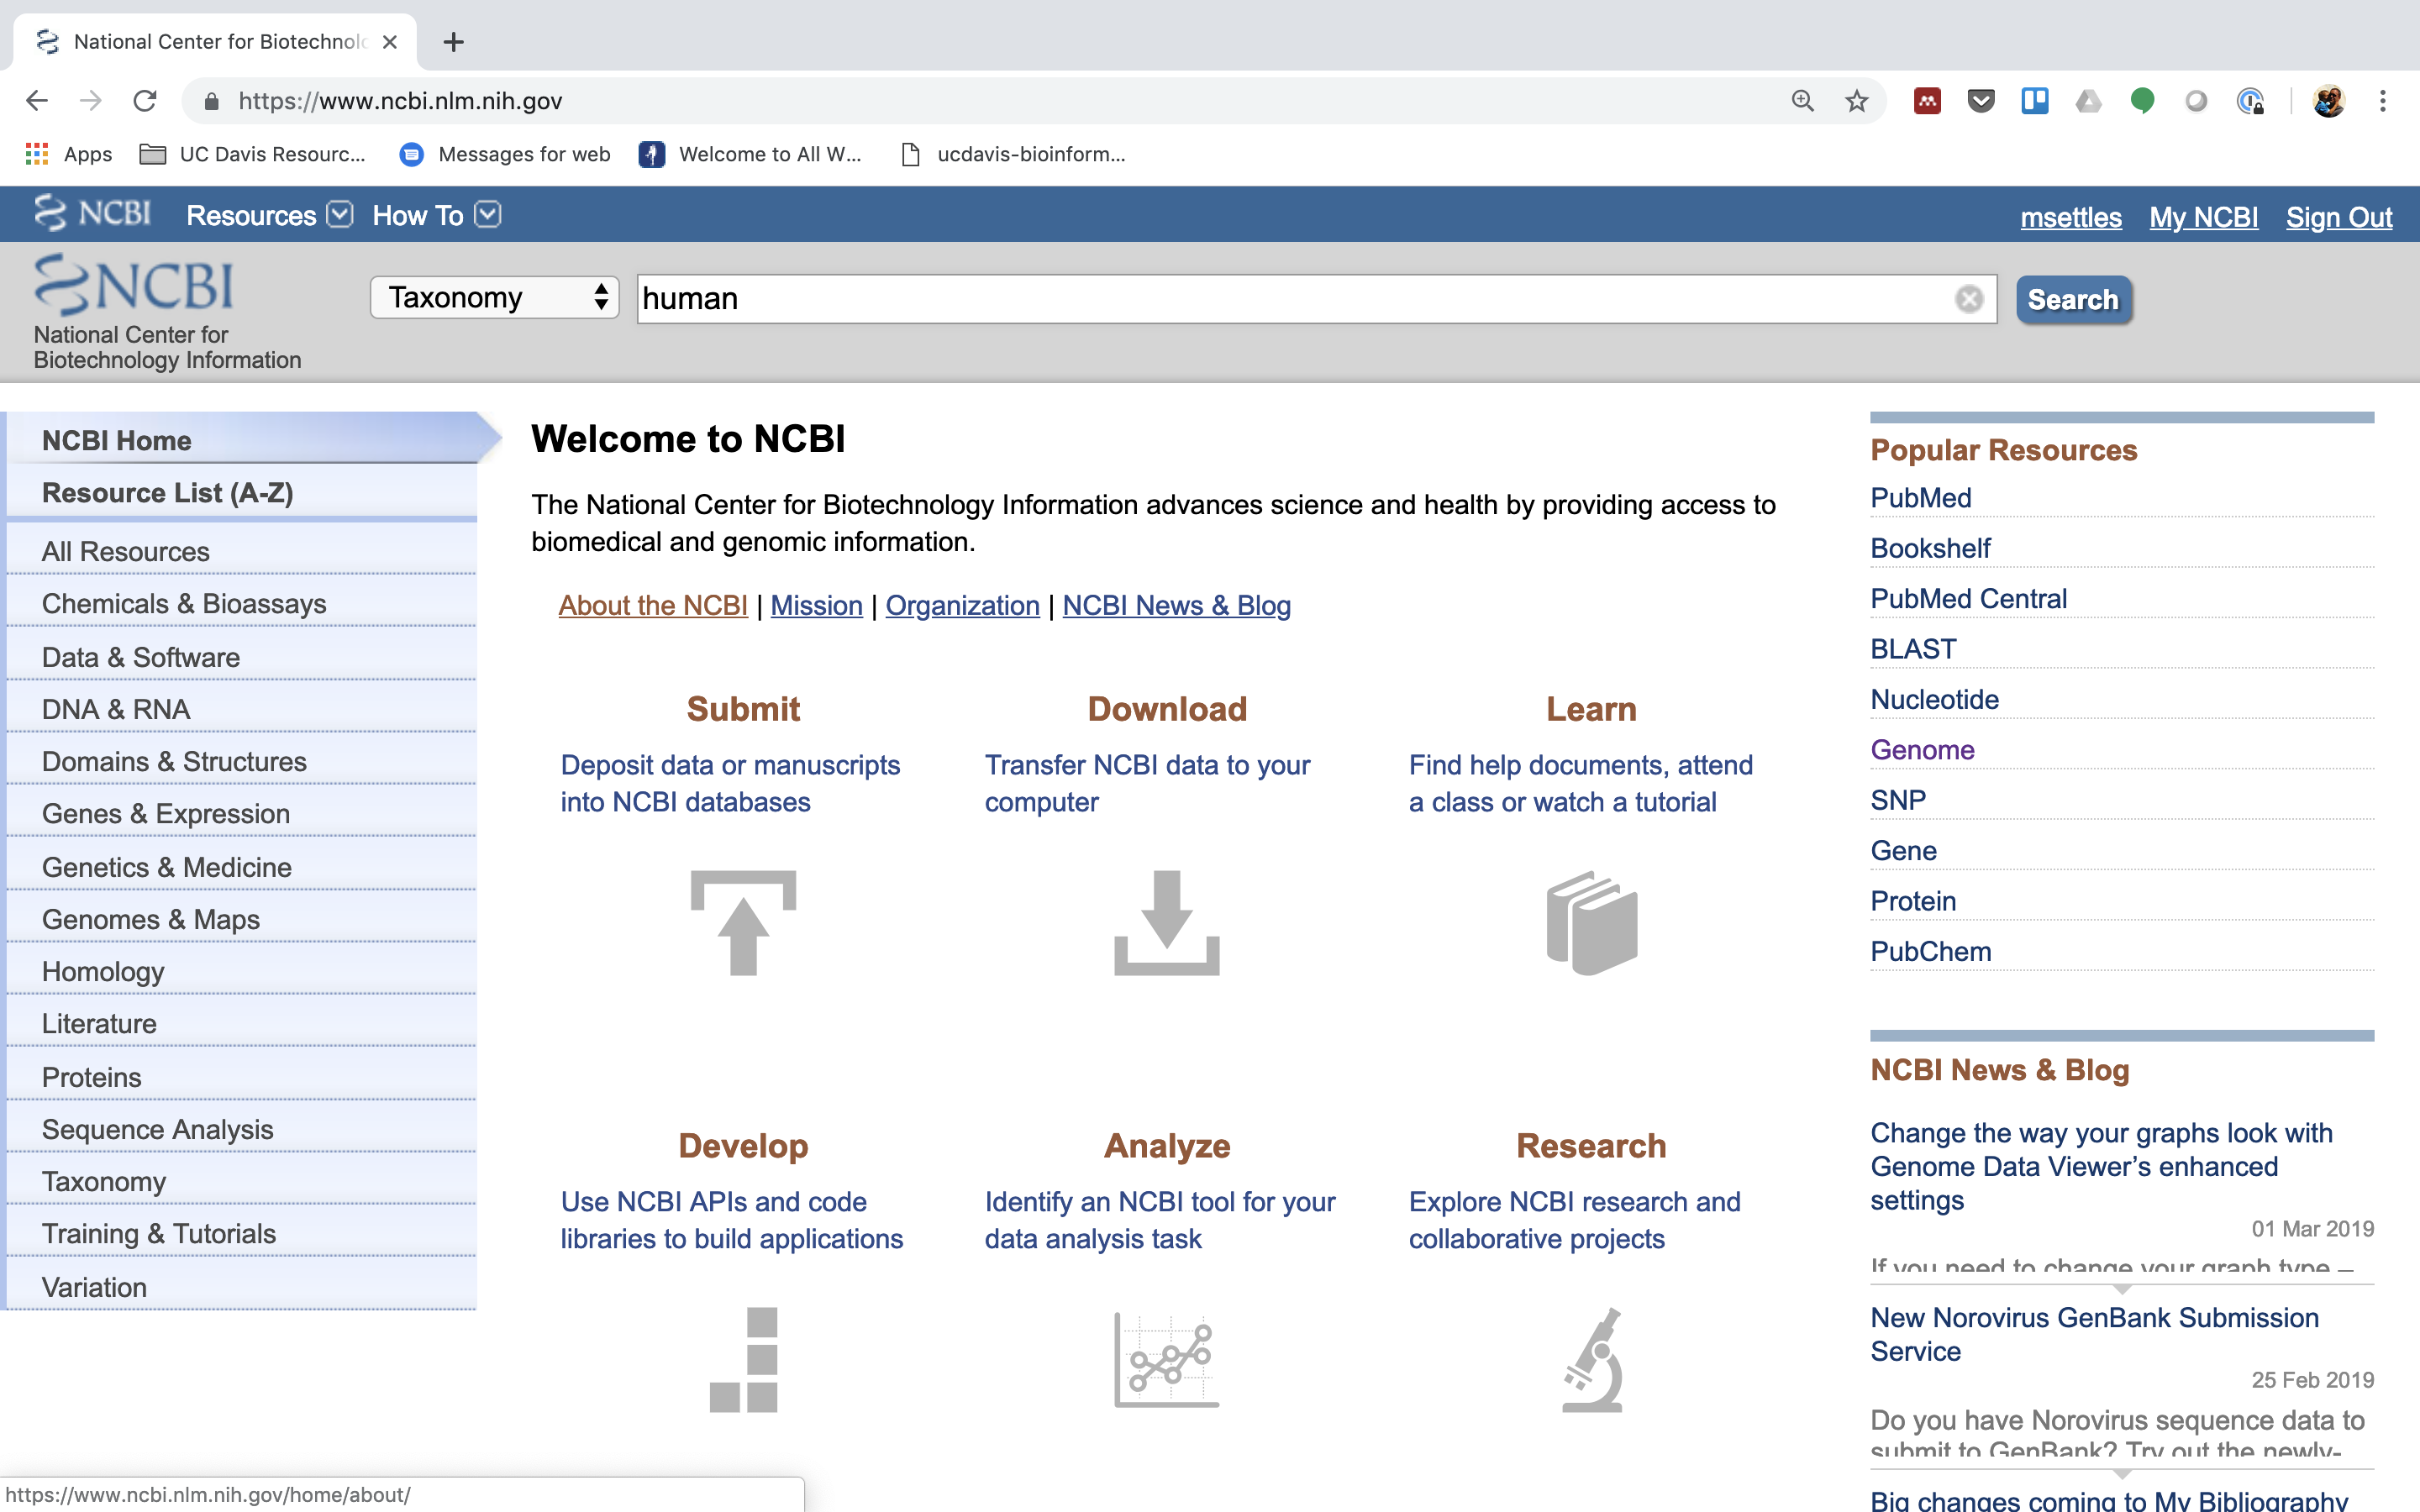 National Center for Biotechnolo
https://www.ncbi.nlm.nih.gov
Apps
UC Davis Resourc...
Messages for web
Welcome to All W...
ucdavis-bioinform...
NCBI
Resources
How To
msettles
My NCBI
Sign Out
NCBI
National Center for
Biotechnology Information
Taxonomy
human
Search
NCBI Home
Resource List (A-Z)
All Resources
Chemicals & Bioassays
Data & Software
DNA & RNA
Domains & Structures
Genes & Expression
Genetics & Medicine
Genomes & Maps
Homology
Literature
Proteins
Sequence Analysis
Taxonomy
Training & Tutorials
Variation
Welcome to NCBI
The National Center for Biotechnology Information advances science and health by providing access to
biomedical and genomic information.
About the NCBI | Mission | Organization | NCBI News & Blog
Submit
Deposit data or manuscripts
into NCBI databases
Download
Transfer NCBI data to your
computer
Learn
Find help documents, attend
a class or watch a tutorial
Develop
Use NCBI APIs and code
libraries to build applications
Analyze
Identify an NCBI tool for your
data analysis task
Research
Explore NCBI research and
collaborative projects
Popular Resources
PubMed
Bookshelf
PubMed Central
BLAST
Nucleotide
Genome
SNP
Gene
Protein
PubChem
NCBI News & Blog
Change the way your graphs look with
Genome Data Viewer’s enhanced
settings
01 Mar 2019
If you need to change your graph type –
New Norovirus GenBank Submission
Service
25 Feb 2019
Do you have Norovirus sequence data to
submit to GenBank? Try out the newly-
Big changes coming to My Bibliography
https://www.ncbi.nlm.nih.gov/home/about/